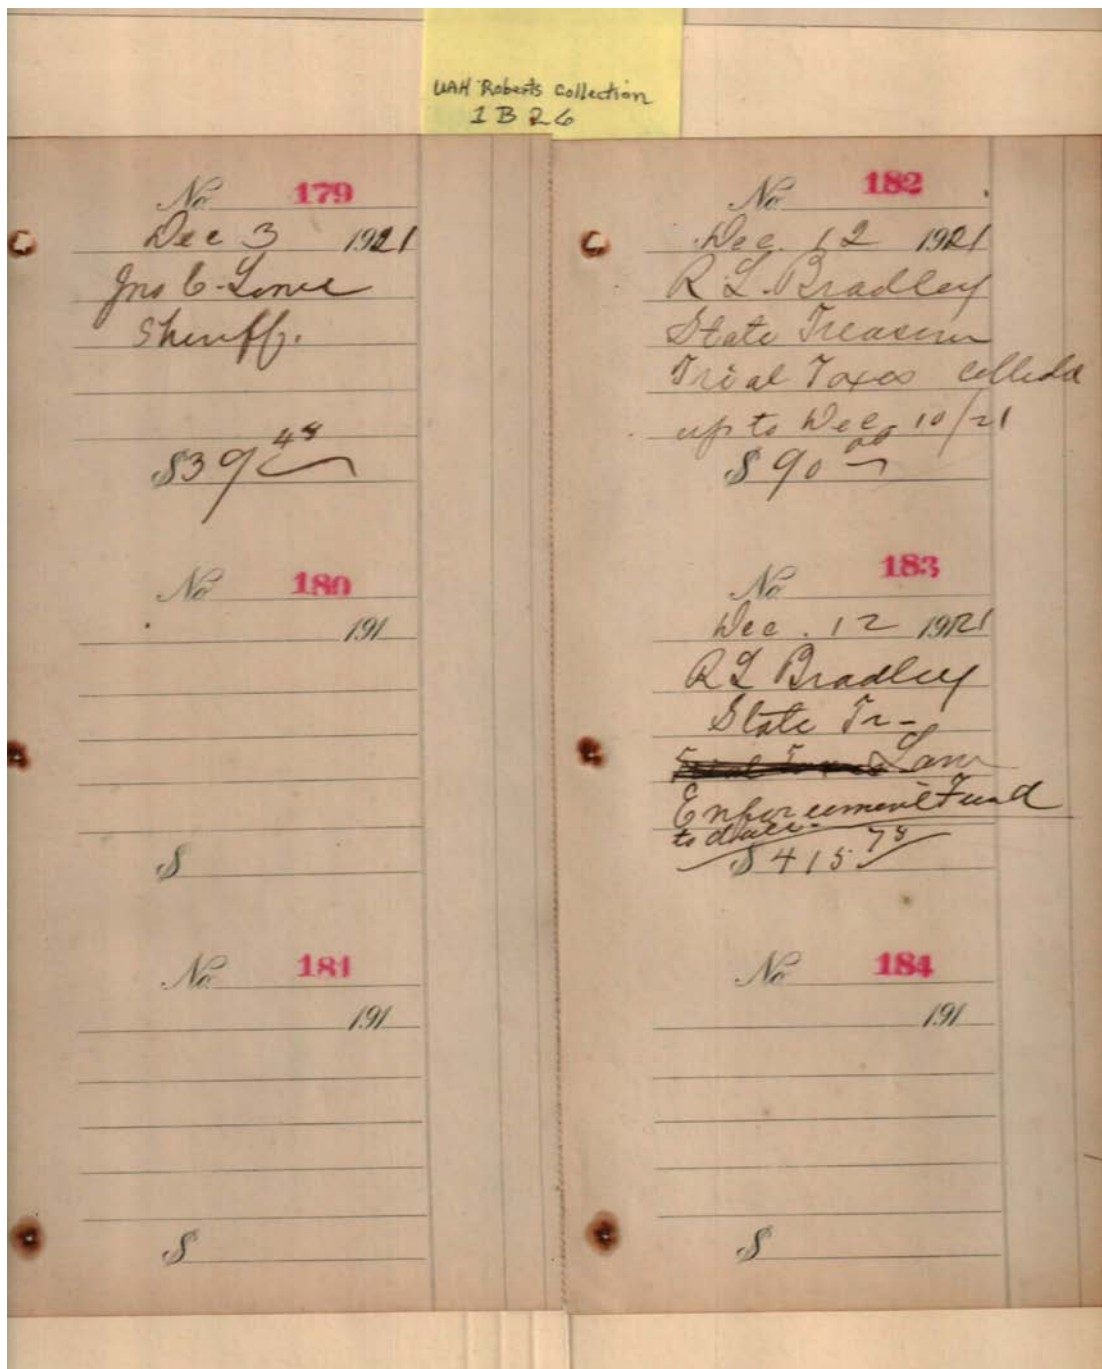 UAH Roberts Collection
1B26
No 179
Dec 3 1921
Jno C.
Sheriff.
$39 48
No 180
191
$
No 181
191
$
No 182
Dec. 12 1921
R L. Bradley
State Treasurer
Trial Taxes
up to Dec. 10/21
$90 00
No 183
Dec. 12 1921
R L Bradley
State Tr-
Law
Enforcement Fund
to date.
$415 78
No 184
191
$